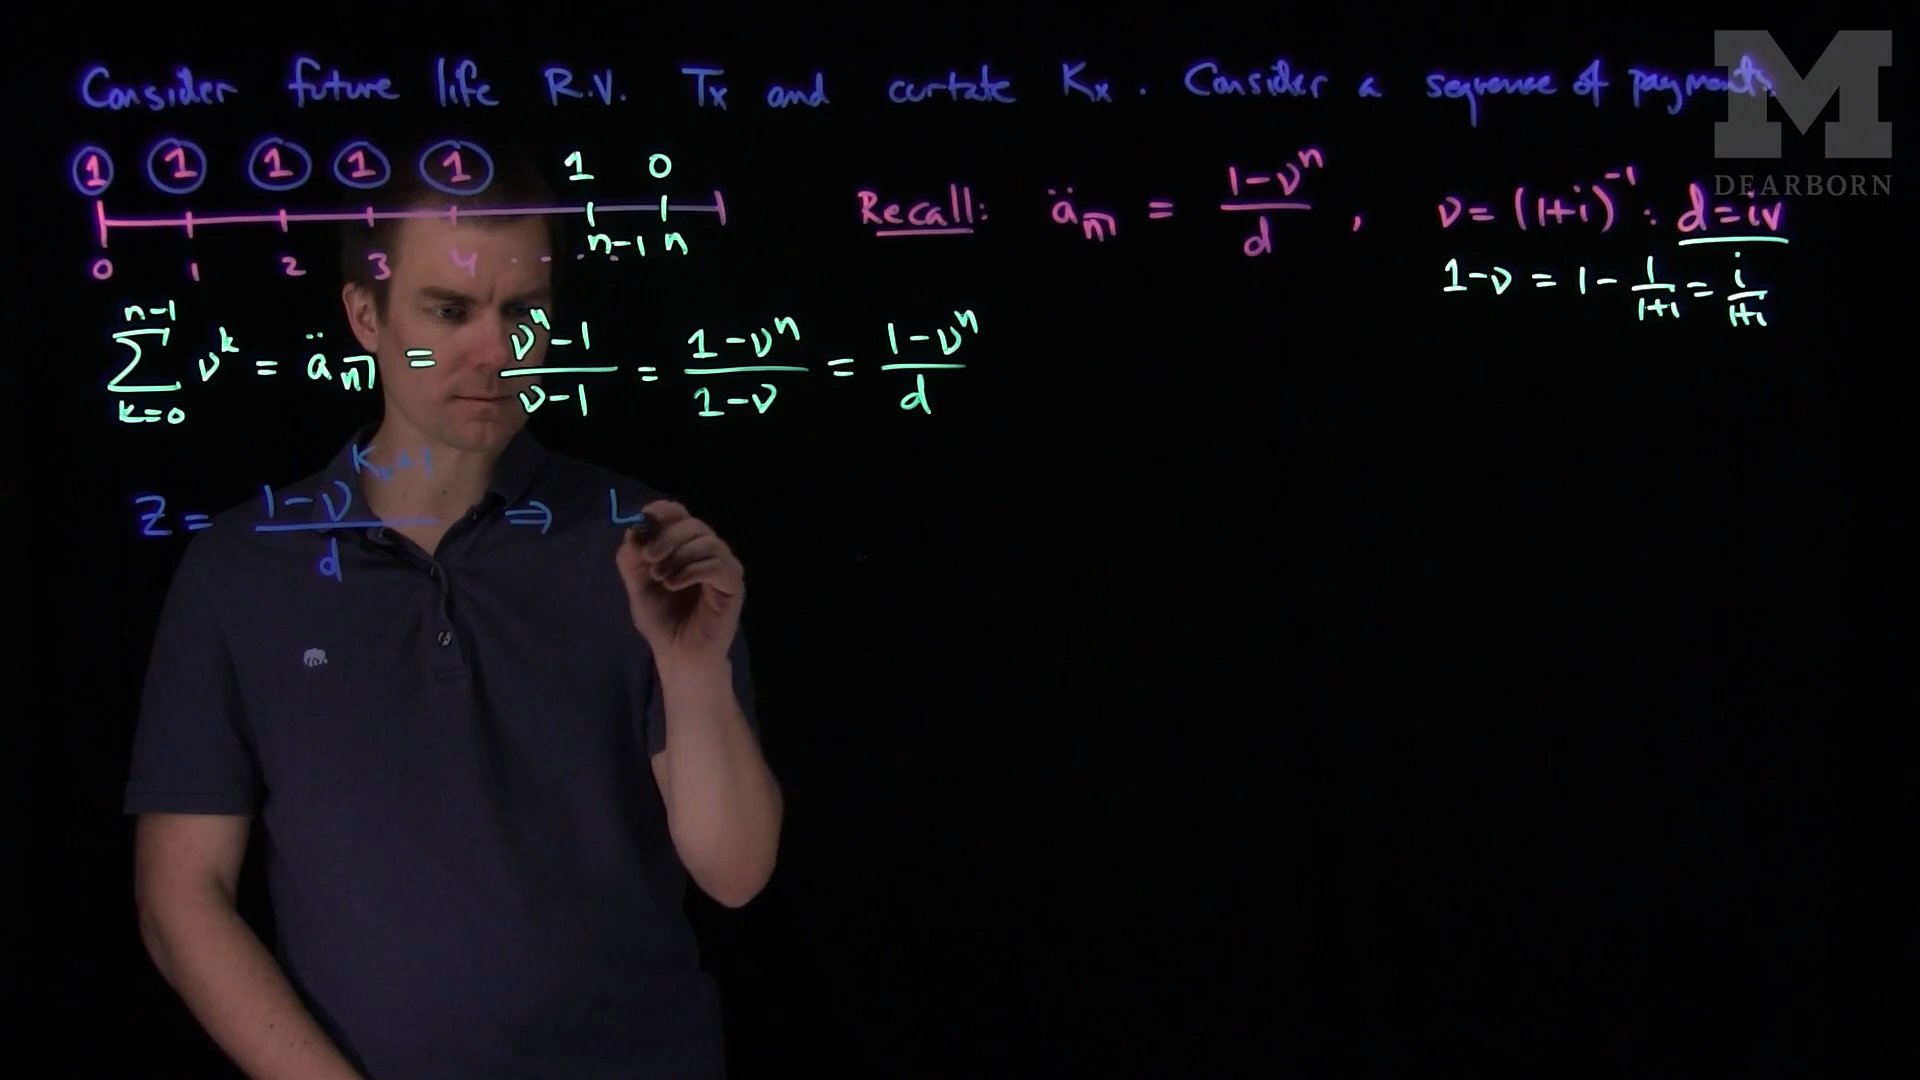 Consider future life R.V. Tx and curtate Kx. Consider a sequence of payments.
1 1 1 1 1 1 0
0 1 2 3 4 . . . . n-1 n
Recall: ä_n⌉ = (1-ν^n)/d , ν = (1+i)^-1 : d = iv
1-ν = 1 - 1/(1+i) = i/(1+i)
∑_{k=0}^{n-1} ν^k = ä_n⌉ = (ν^n-1)/(ν-1) = (1-ν^n)/(1-ν) = (1-ν^n)/d
Z = (1-ν^{Kx+1})/d ⇒ L
M
DEARBORN